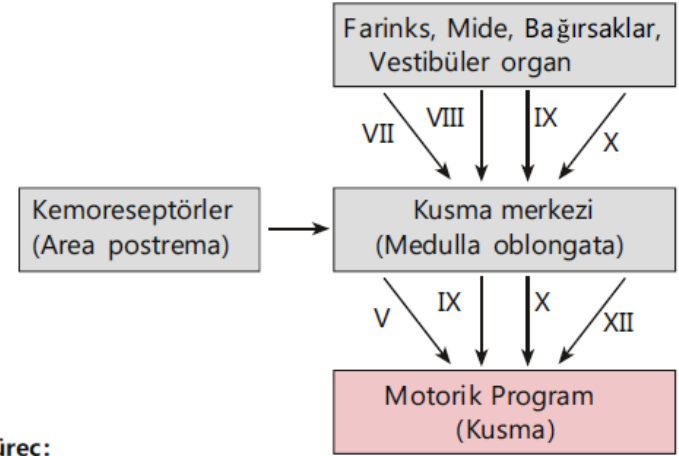 Farinks, Mide, Bağırsaklar,
Vestibüler organ
VII
VIII
IX
X
Kemoreseptörler
(Area postrema)
Kusma merkezi
(Medulla oblongata)
V
IX
X
XII
Motorik Program
(Kusma)